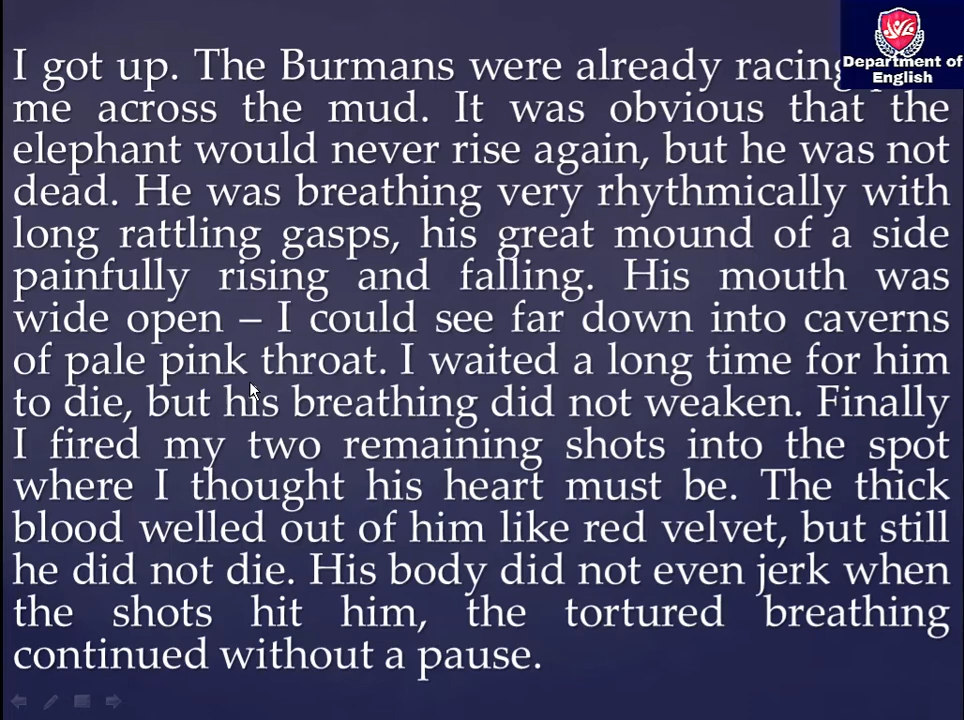 I got up. The Burmans were already racing
me across the mud. It was obvious that the
elephant would never rise again, but he was not
dead. He was breathing very rhythmically with
long rattling gasps, his great mound of a side
painfully rising and falling. His mouth was
wide open – I could see far down into caverns
of pale pink throat. I waited a long time for him
to die, but his breathing did not weaken. Finally
I fired my two remaining shots into the spot
where I thought his heart must be. The thick
blood welled out of him like red velvet, but still
he did not die. His body did not even jerk when
the shots hit him, the tortured breathing
continued without a pause.
Department of
English